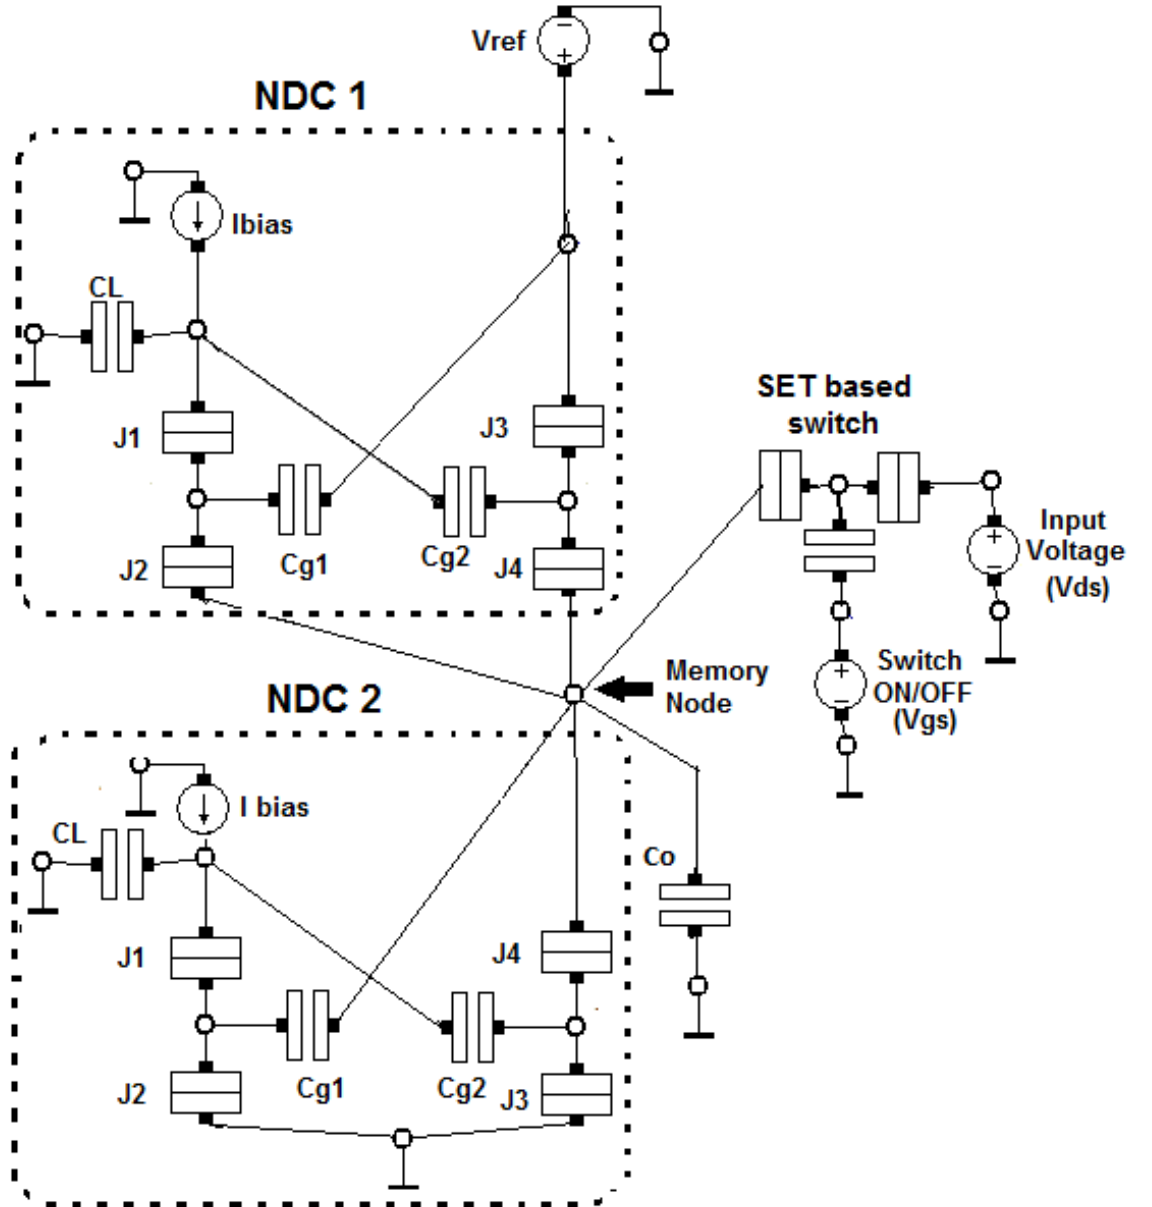 Vref
NDC 1
Ibias
CL
SET based
switch
J1
J3
Input
Voltage
(Vds)
J2
Cg1
Cg2
J4
Memory
Node
Switch
ON/OFF
(Vgs)
NDC 2
I bias
CL
Co
J1
J4
J2
Cg1
Cg2
J3